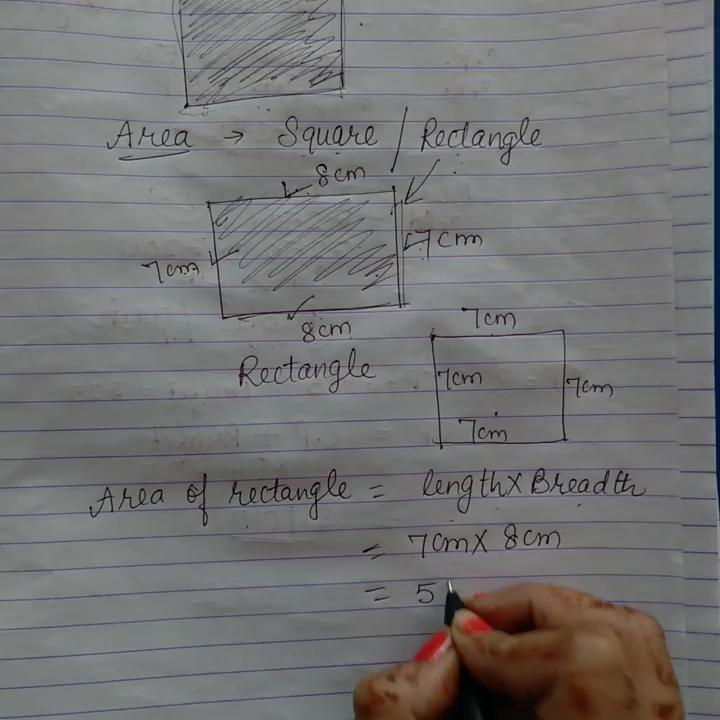 Area → Square / Rectangle
8cm
7cm
7cm
8cm
Rectangle
7cm
7cm
7cm
7cm
Area of rectangle = length x Breadth
= 7cm x 8cm
= 5